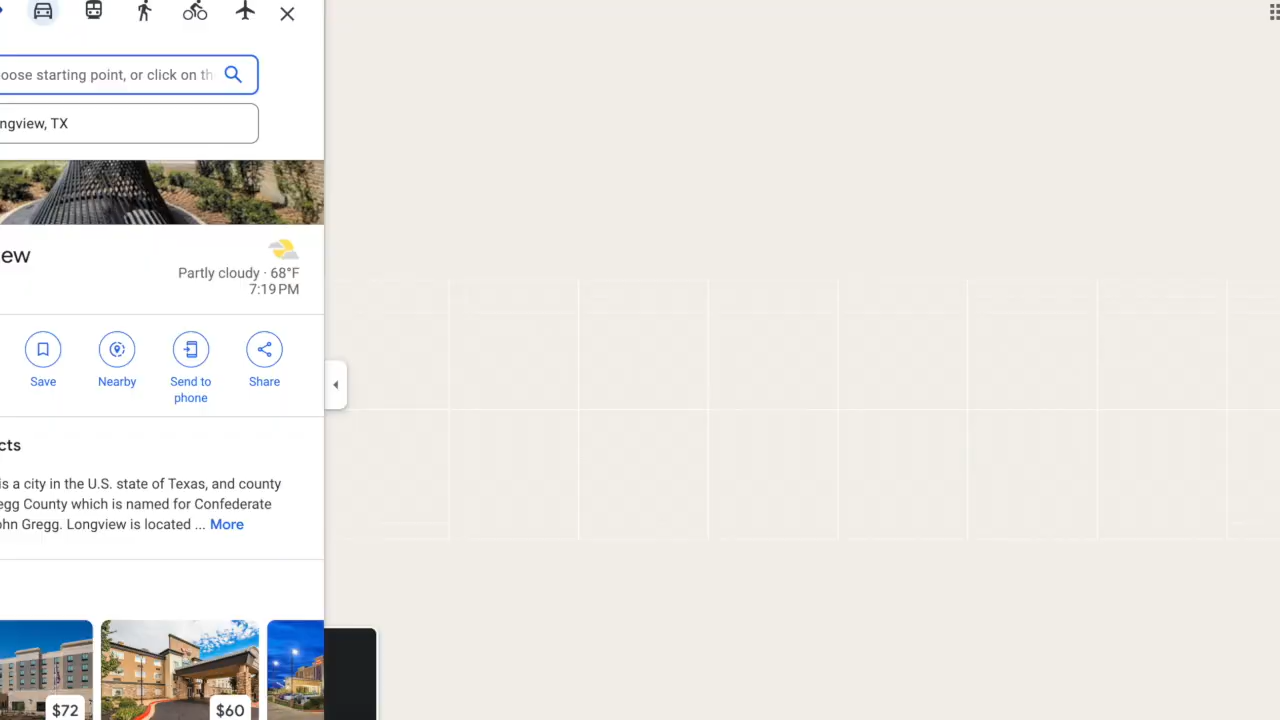 oose starting point, or click on th
ngview, TX
ew
Partly cloudy · 68°F
7:19 PM
Save
Nearby
Send to
phone
Share
cts
is a city in the U.S. state of Texas, and county
egg County which is named for Confederate
ohn Gregg. Longview is located ... More
$72
$60